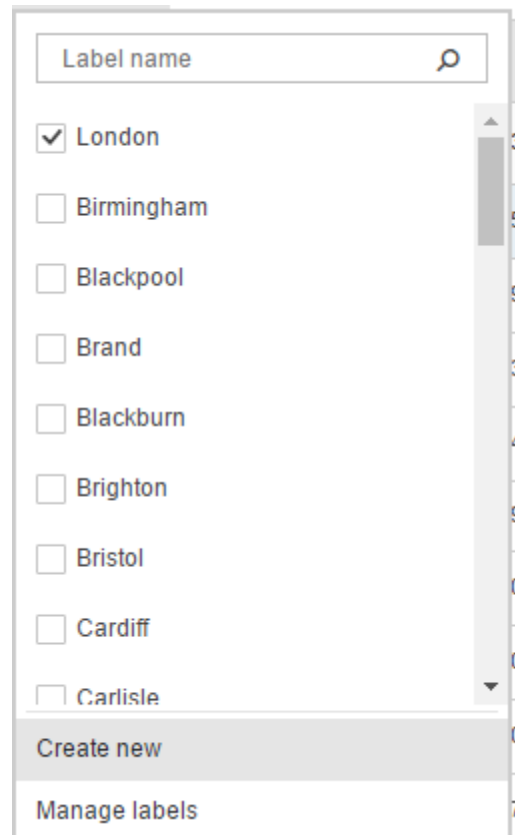 Label name
London
Birmingham
Blackpool
Brand
Blackburn
Brighton
Bristol
Cardiff
Carlisle
Create new
Manage labels